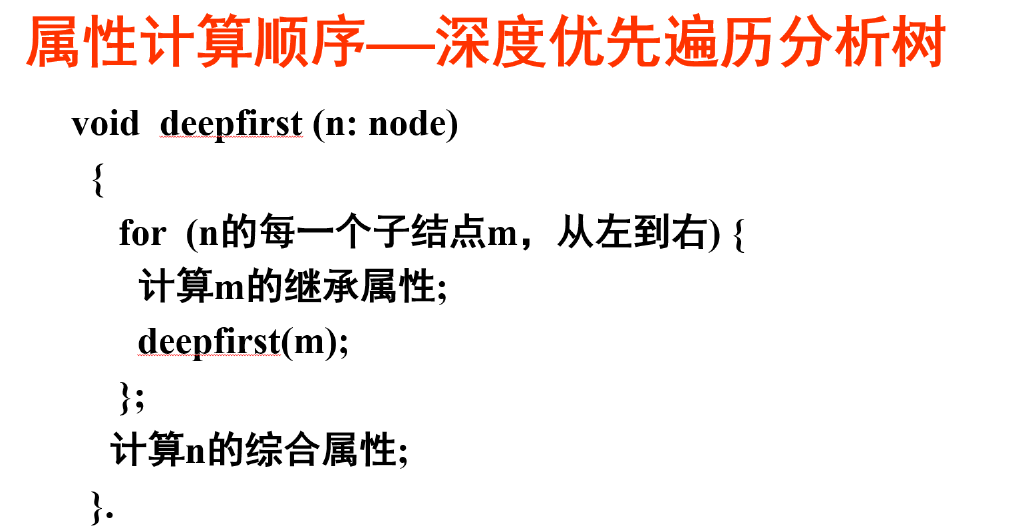 属性计算顺序—深度优先遍历分析树
void deepfirst (n: node)
{
for (n的每一个子结点m，从左到右) {
计算m的继承属性;
deepfirst(m);
};
计算n的综合属性;
}.